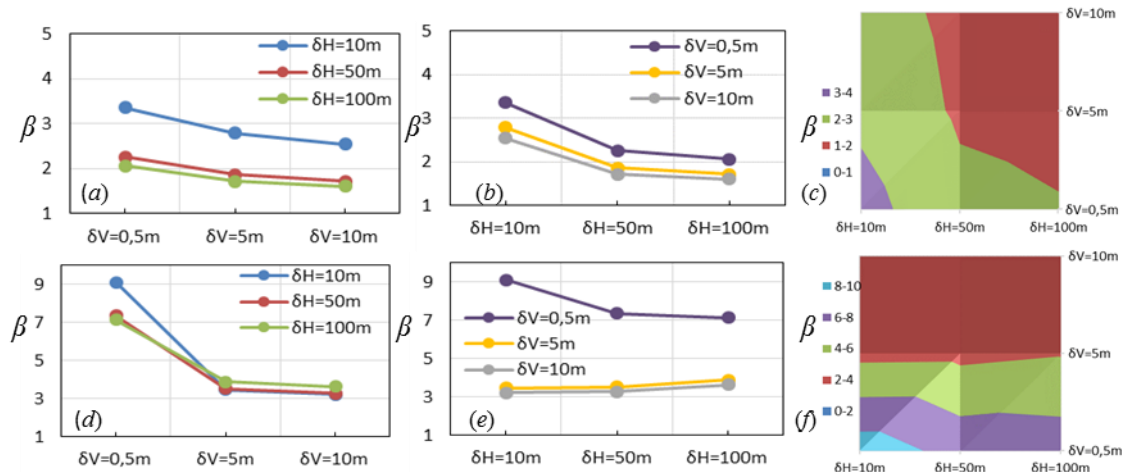 5
4
3
2
1
β
δH=10m
δH=50m
δH=100m
(a)
δV=0,5m
δV=5m
δV=10m
5
4
3
2
1
β
δV=0,5m
δV=5m
δV=10m
(b)
δH=10m
δH=50m
δH=100m
β
3-4
2-3
1-2
0-1
(c)
δV=10m
δV=5m
δV=0,5m
δH=10m
δH=50m
δH=100m
9
7
5
3
1
β
δH=10m
δH=50m
δH=100m
(d)
δV=0,5m
δV=5m
δV=10m
9
7
5
3
1
β
δV=0,5m
δV=5m
δV=10m
(e)
δH=10m
δH=50m
δH=100m
β
8-10
6-8
4-6
2-4
0-2
(f)
δV=10m
δV=5m
δV=0,5m
δH=10m
δH=50m
δH=100m